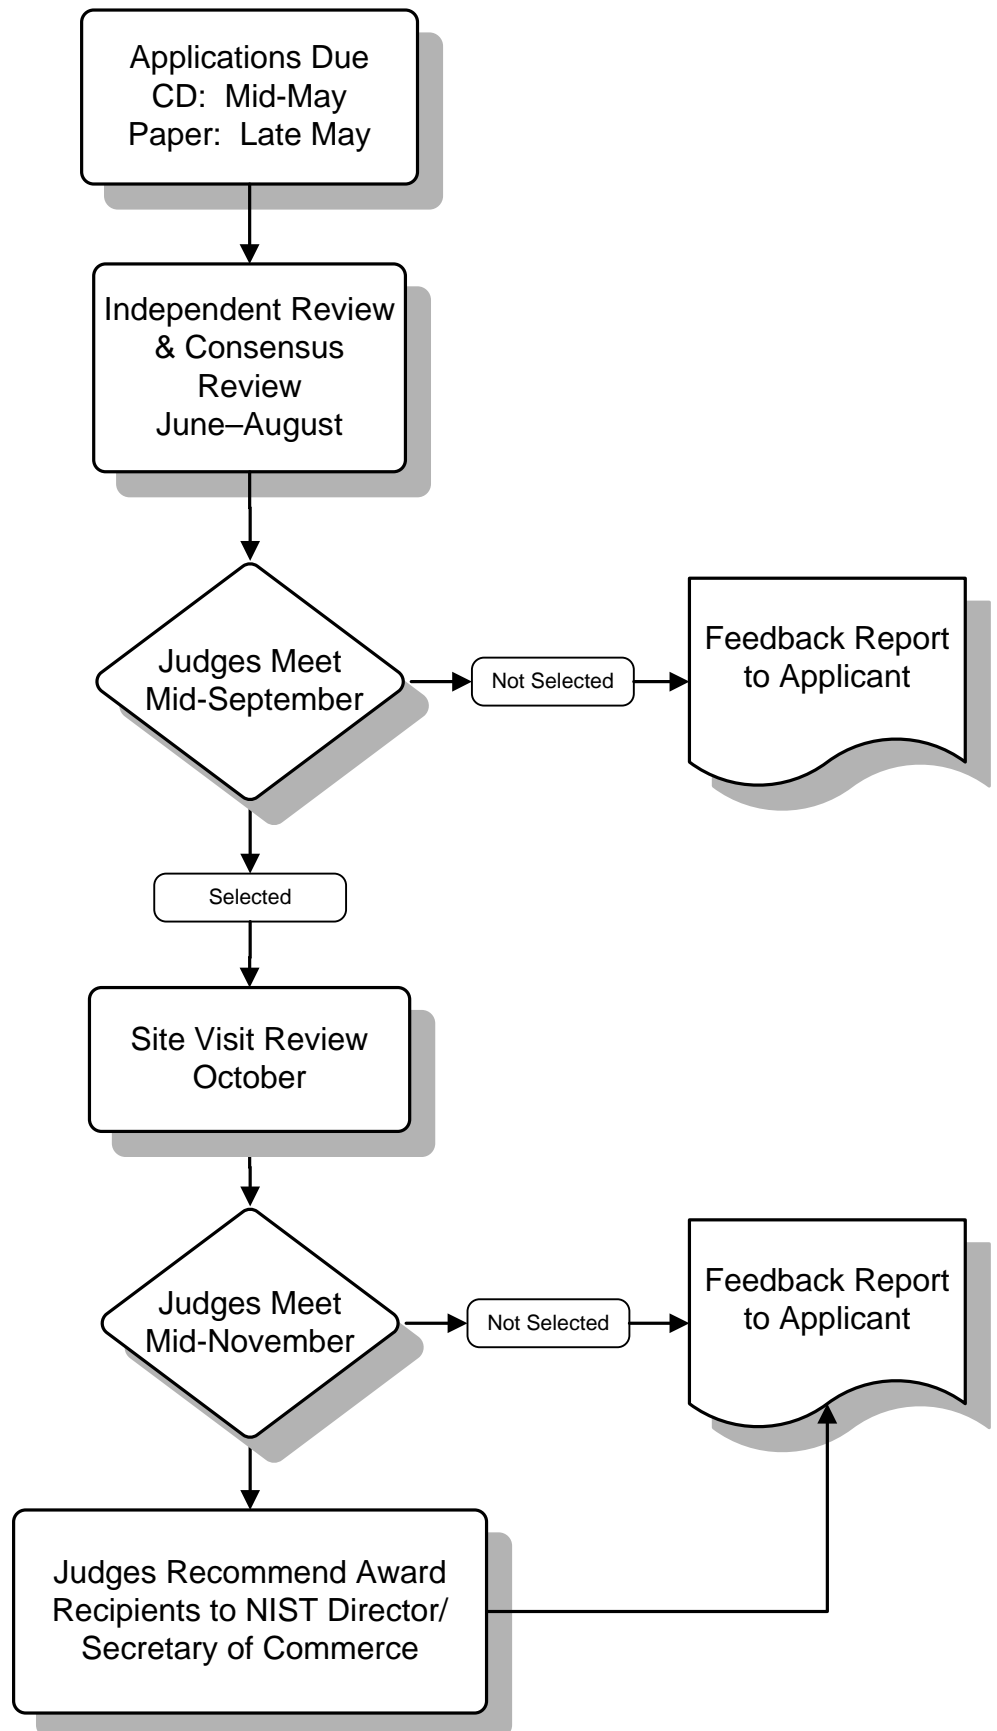 Applications Due
CD:  Mid-May
Paper:  Late May
Independent Review
& Consensus
Review
June–August
Judges Meet
Mid-September
Not Selected
Feedback Report
to Applicant
Selected
Site Visit Review
October
Judges Meet
Mid-November
Not Selected
Feedback Report
to Applicant
Judges Recommend Award
Recipients to NIST Director/
Secretary of Commerce